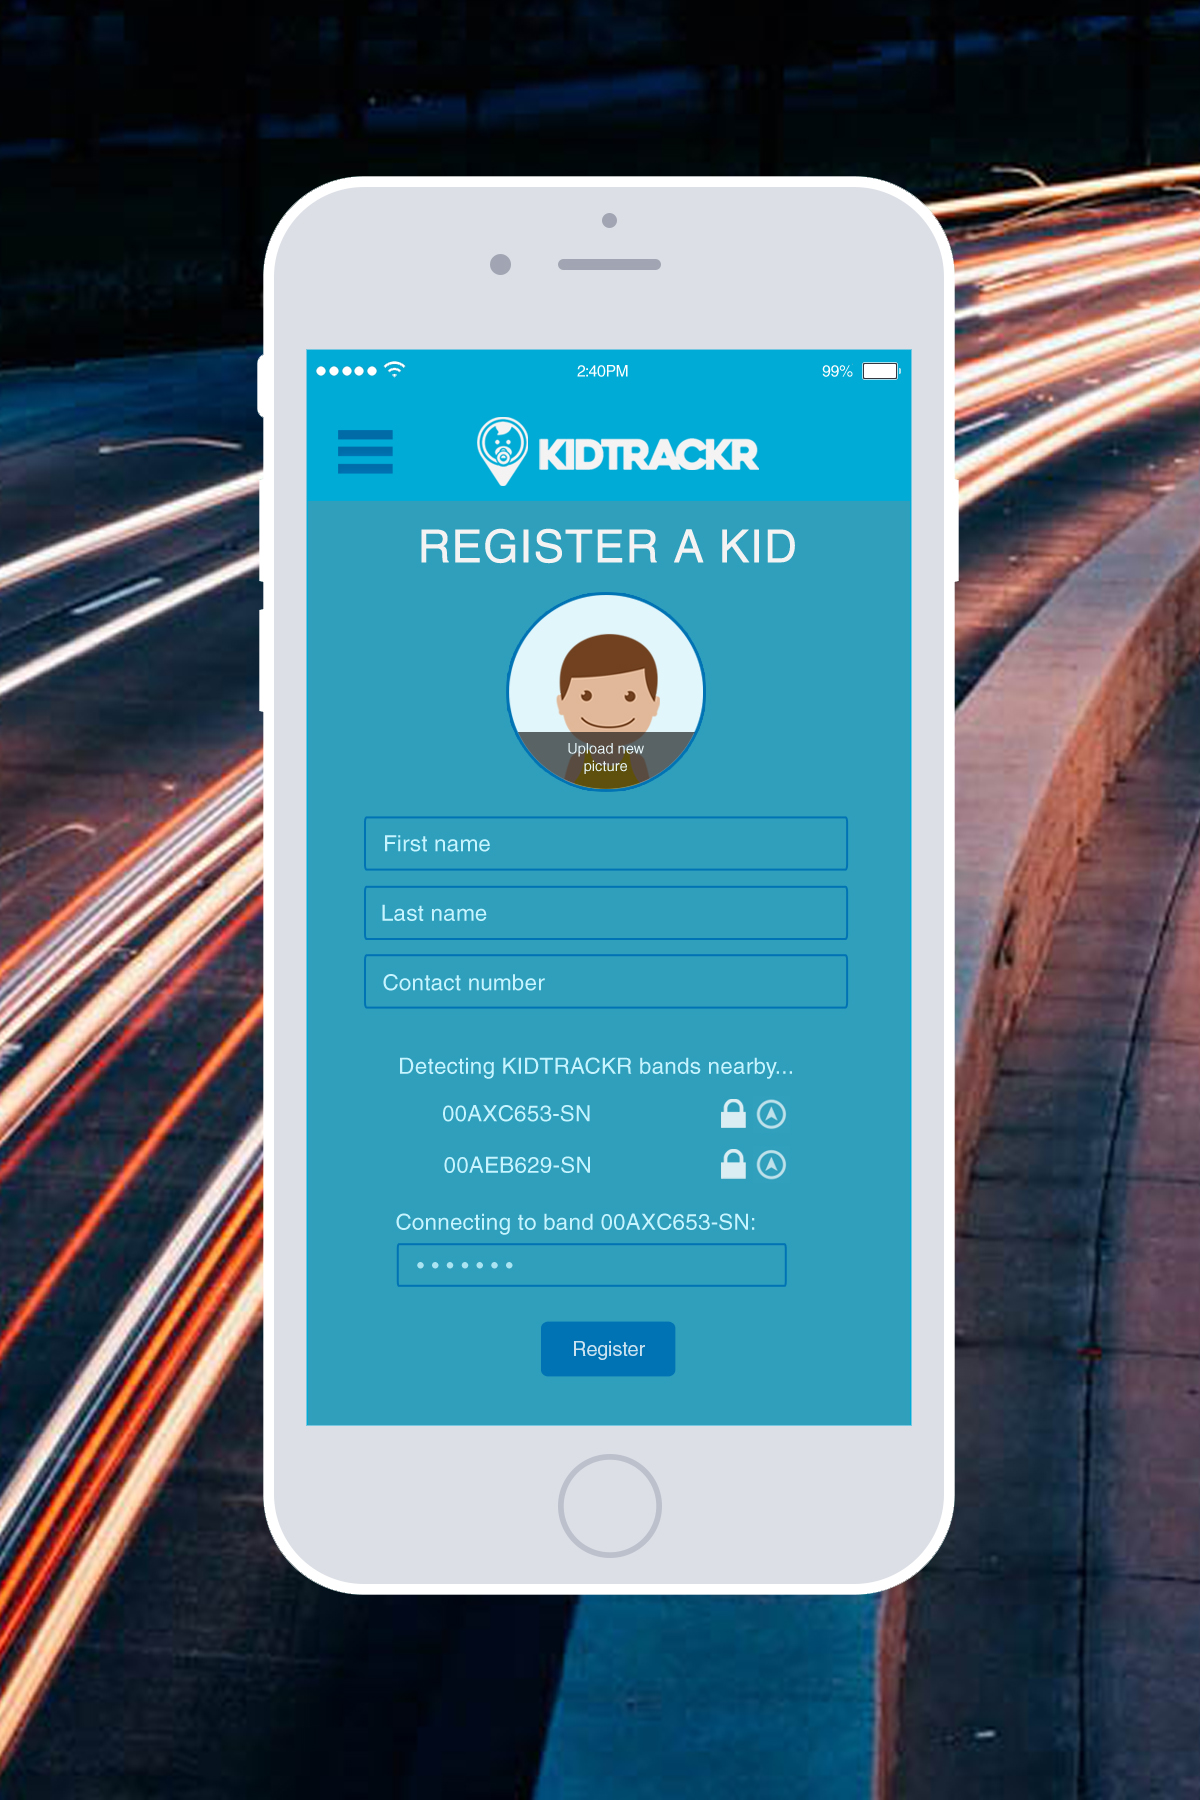 2:40PM 99%
KIDTRACKR
REGISTER A KID
Upload new
picture
First name
Last name
Contact number
Detecting KIDTRACKR bands nearby...
00AXC653-SN
00AEB629-SN
Connecting to band 00AXC653-SN:
Register